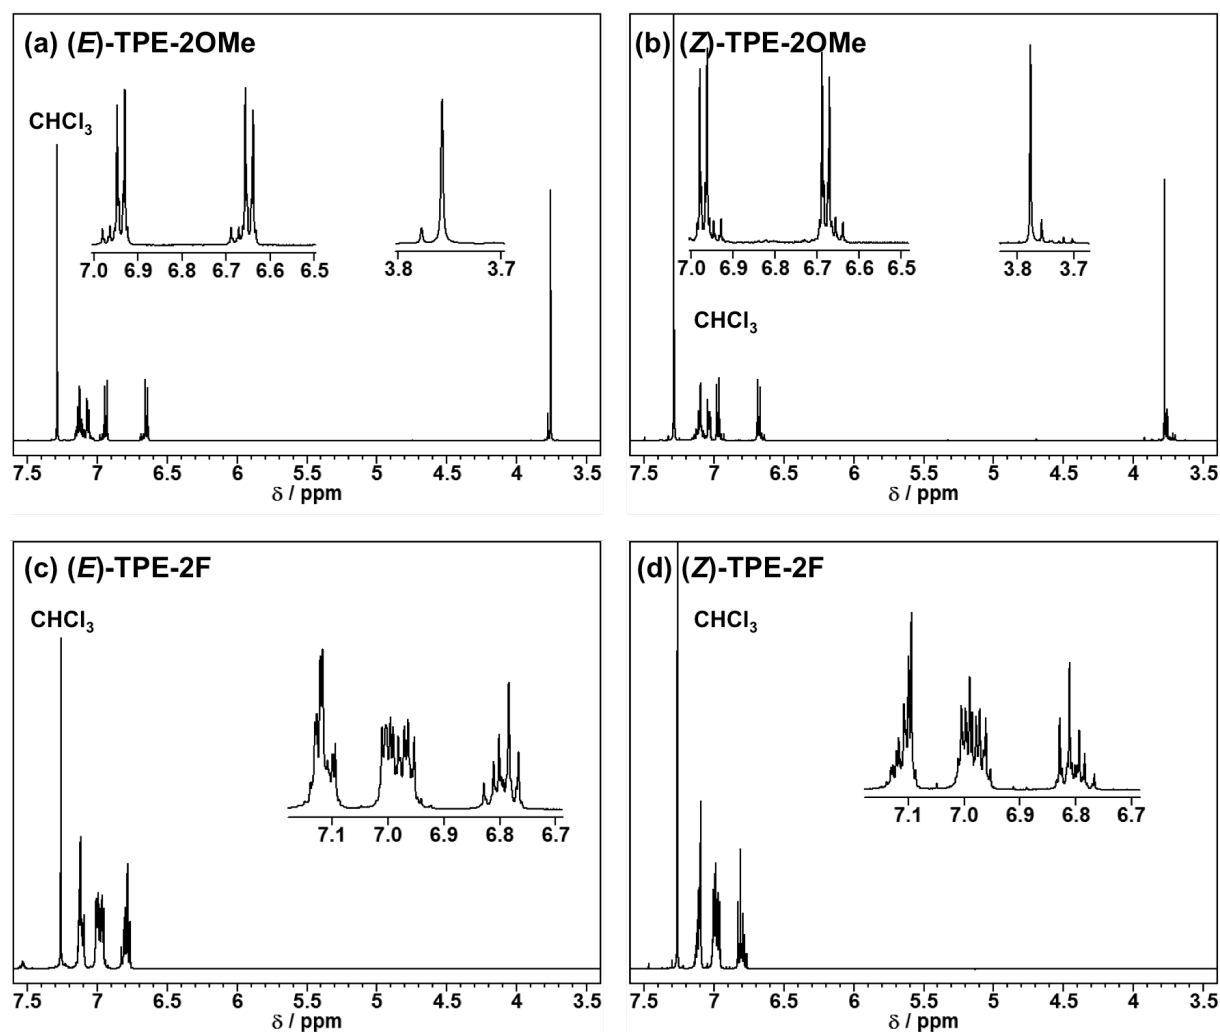 (a) (E)-TPE-2OMe
CHCl3
7.0 6.9 6.8 6.7 6.6 6.5
3.8 3.7
7.5 7 6.5 6 5.5 5 4.5 4 3.5
δ / ppm
(b) (Z)-TPE-2OMe
7.0 6.9 6.8 6.7 6.6 6.5
3.8 3.7
CHCl3
7.5 7 6.5 6 5.5 5 4.5 4 3.5
δ / ppm
(c) (E)-TPE-2F
CHCl3
7.1 7.0 6.9 6.8 6.7
7.5 7 6.5 6 5.5 5 4.5 4 3.5
δ / ppm
(d) (Z)-TPE-2F
CHCl3
7.1 7.0 6.9 6.8 6.7
7.5 7 6.5 6 5.5 5 4.5 4 3.5
δ / ppm